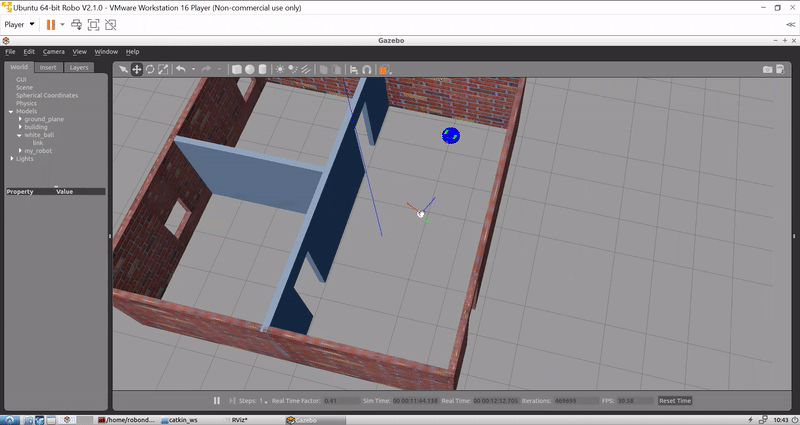 Ubuntu 64-bit Robo V2.1.0 - VMware Workstation 16 Player (Non-commercial use only)
Player
Gazebo
File Edit Camera View Window Help
World Insert Layers
GUI
Scene
Spherical Coordinates
Physics
Models
ground_plane
building
white_ball
link
my_robot
Lights
Property Value
Steps: 1 Real Time Factor: 0.81 Sim Time: 00 00:11:44.138 Real Time: 00 00:12:12.705 Iterations: FPS: 30.58 Reset Time
/home/robond... catkin_ws RViz* Gazebo 10:43